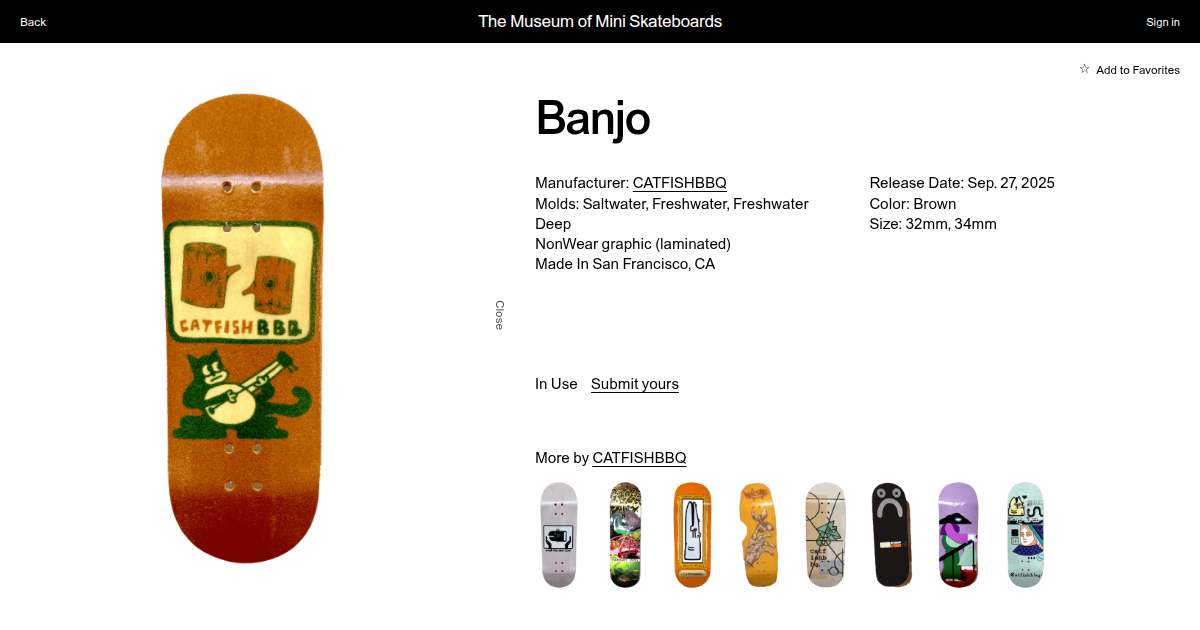 Back
The Museum of Mini Skateboards
Sign in
☆ Add to Favorites
Banjo
Manufacturer: CATFISHBBQ
Molds: Saltwater, Freshwater, Freshwater
Deep
NonWear graphic (laminated)
Made In San Francisco, CA
Release Date: Sep. 27, 2025
Color: Brown
Size: 32mm, 34mm
CATFISHBBQ
Close
In Use Submit yours
More by CATFISHBBQ